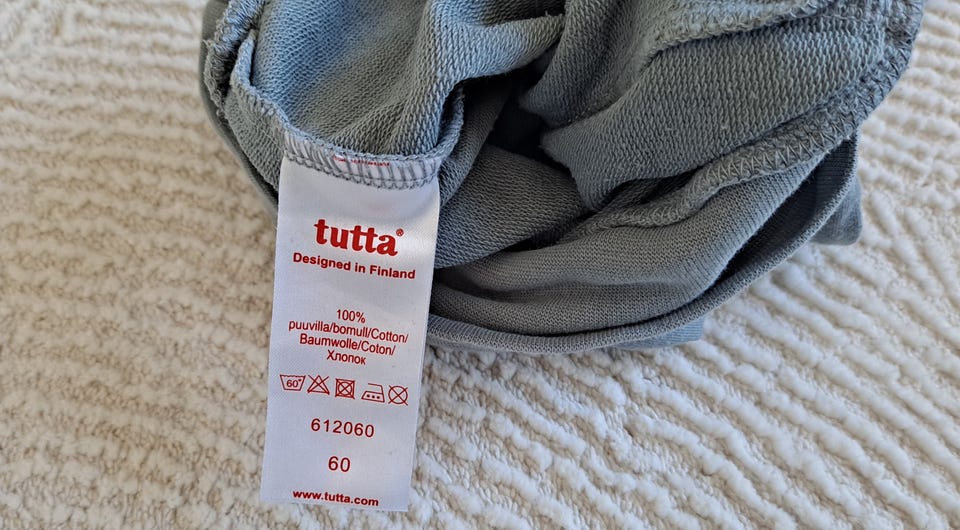 tutta®
Designed in Finland
100%
puuvilla/bomull/Cotton/
Baumwolle/Coton/
Хлопок
60°
612060
60
www.tutta.com